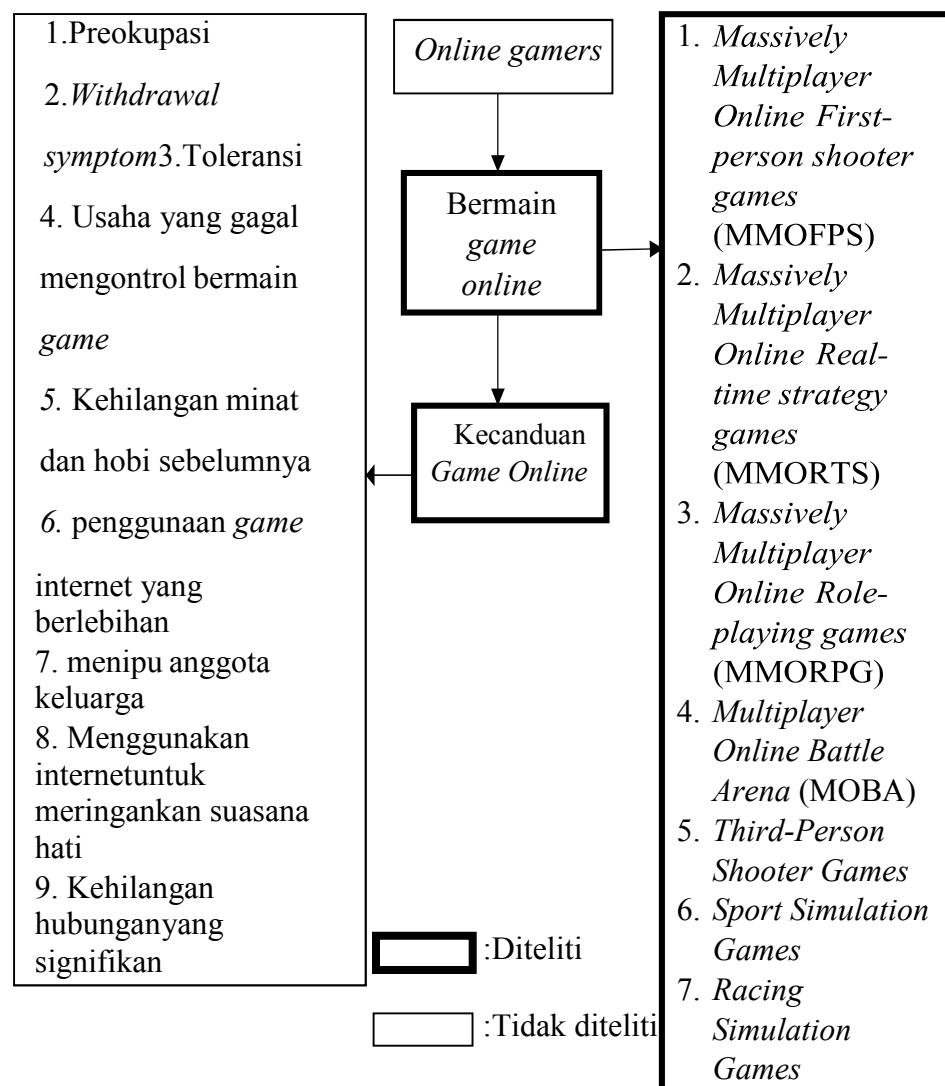 1.Preokupasi
2.Withdrawal
symptom3.Toleransi
4. Usaha yang gagal
mengontrol bermain
game
5. Kehilangan minat
dan hobi sebelumnya
6. penggunaan game
internet yang
berlebihan
7. menipu anggota
keluarga
8. Menggunakan
internetuntuk
meringankan suasana
hati
9. Kehilangan
hubunganyang
signifikan
Online gamers
Bermain
game
online
Kecanduan
Game Online
:Diteliti
:Tidak diteliti
1. Massively
Multiplayer
Online First-
person shooter
games
(MMOFPS)
2. Massively
Multiplayer
Online Real-
time strategy
games
(MMORTS)
3. Massively
Multiplayer
Online Role-
playing games
(MMORPG)
4. Multiplayer
Online Battle
Arena (MOBA)
5. Third-Person
Shooter Games
6. Sport Simulation
Games
7. Racing
Simulation
Games